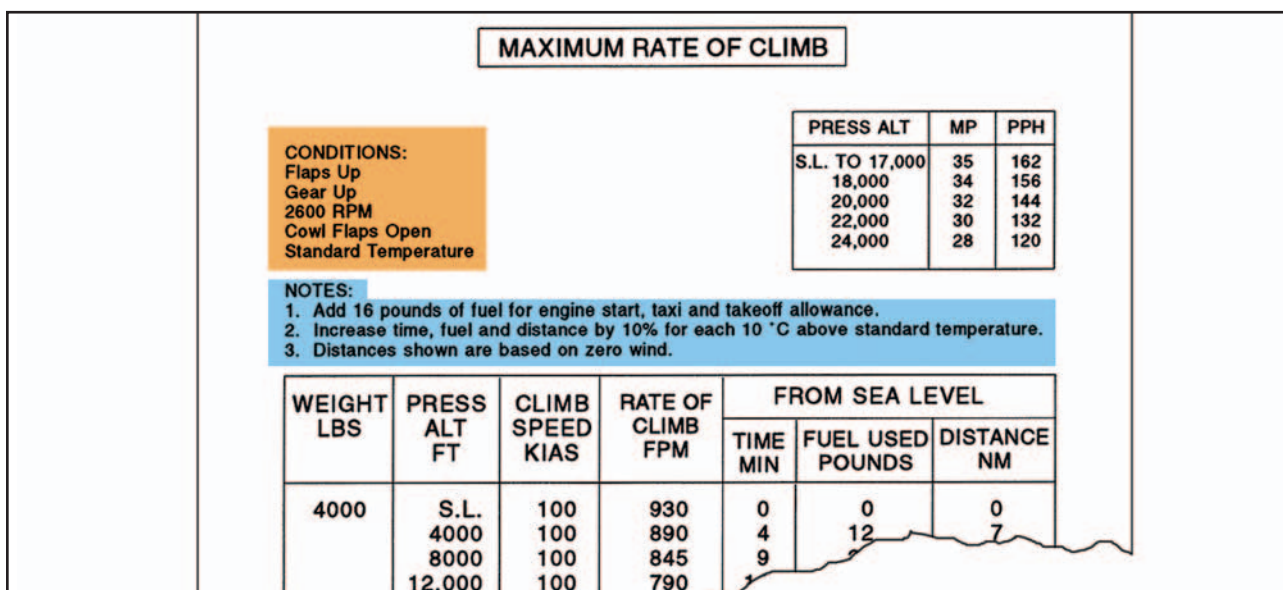 MAXIMUM RATE OF CLIMB
CONDITIONS:
Flaps Up
Gear Up
2600 RPM
Cowl Flaps Open
Standard Temperature
PRESS ALT MP PPH
S.L. TO 17,000 35 162
18,000 34 156
20,000 32 144
22,000 30 132
24,000 28 120
NOTES:
1. Add 16 pounds of fuel for engine start, taxi and takeoff allowance.
2. Increase time, fuel and distance by 10% for each 10 °C above standard temperature.
3. Distances shown are based on zero wind.
WEIGHT LBS PRESS ALT FT CLIMB SPEED KIAS RATE OF CLIMB FPM FROM SEA LEVEL
TIME MIN FUEL USED POUNDS DISTANCE NM
4000 S.L. 100 930 0 0 0
4000 100 890 4 12 7
8000 100 845 9
12,000 100 790